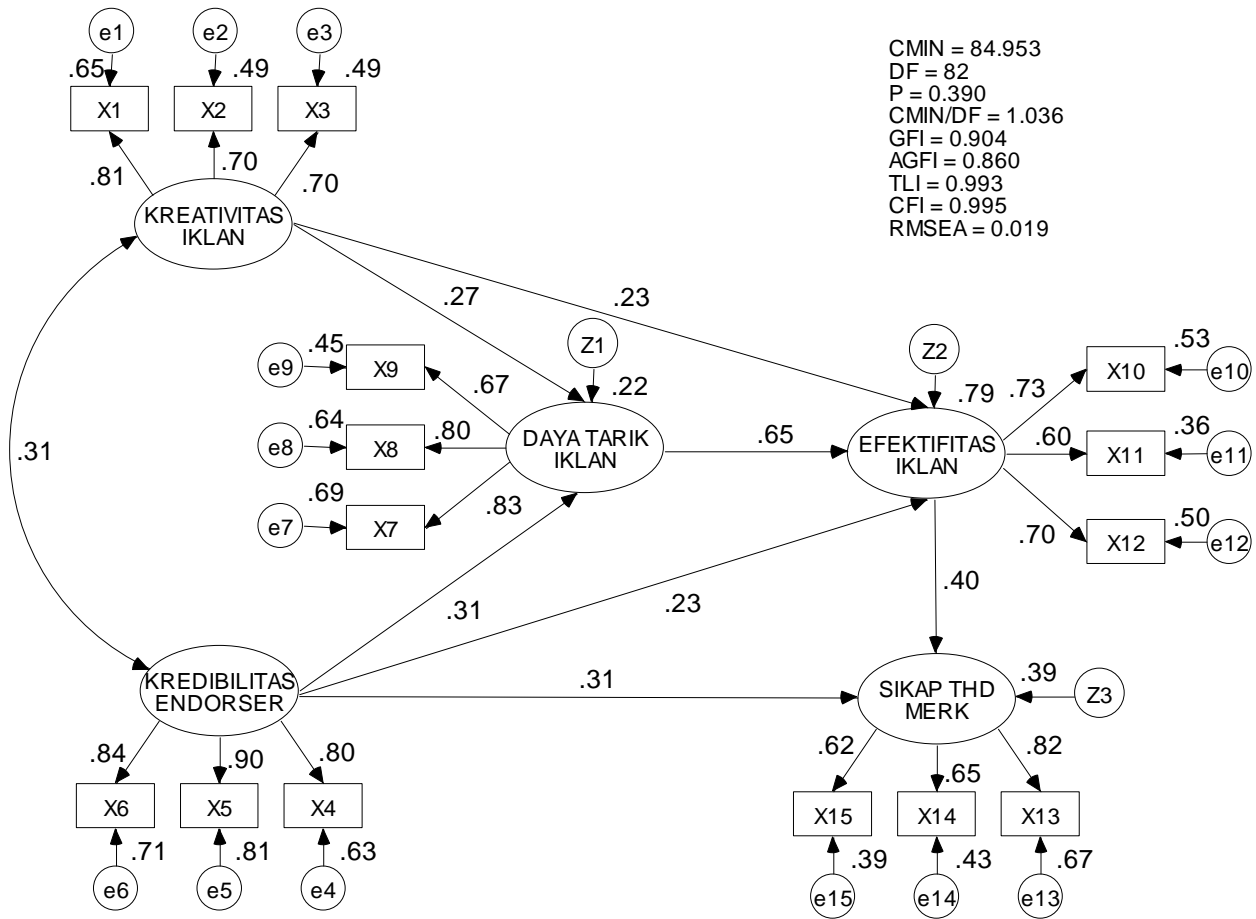 e1
e2
e3
.65
.49
.49
X1
X2
X3
.81
.70
.70
KREATIVITAS
IKLAN
CMIN = 84.953
DF = 82
P = 0.390
CMIN/DF = 1.036
GFI = 0.904
AGFI = 0.860
TLI = 0.993
CFI = 0.995
RMSEA = 0.019
.27
.23
.31
e9
.45
X9
.67
e8
.64
X8
.80
e7
.69
X7
.83
Z1
.22
DAYA TARIK
IKLAN
.65
Z2
.79
EFEKTIFITAS
IKLAN
.73
X10
.53
e10
.60
X11
.36
e11
.70
X12
.50
e12
.31
.23
.40
KREDIBILITAS
ENDORSER
.31
SIKAP THD
MERK
.39
Z3
.84
.90
.80
X6
X5
X4
.71
.81
.63
e6
e5
e4
.62
.65
.82
X15
X14
X13
.39
.43
.67
e15
e14
e13